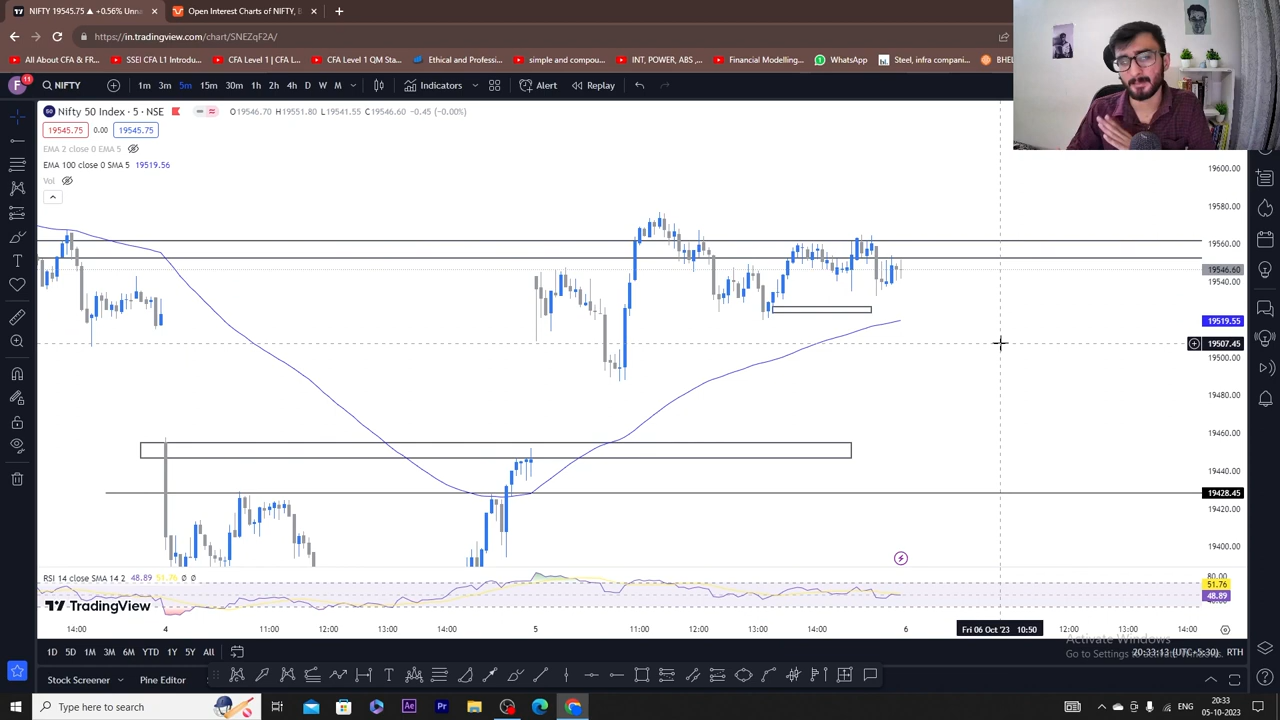 NIFTY 19545.75 ▲ +0.56% Unna
Open Interest Charts of NIFTY, B
in.tradingview.com/chart/SNEZqF2A/
All About CFA & FR...
SSEI CFA L1 Introdu...
CFA Level 1 | CFA L...
CFA Level 1 QM Sta...
Ethical and Professi...
simple and compou...
INT, POWER, ABS ,...
Financial Modelling...
WhatsApp
Steel, infra compani...
BHEL
F 11
NIFTY
1m 3m 5m 15m 30m 1h 2h 4h D W M
Indicators
Alert
Replay
50 Nifty 50 Index · 5 · NSE
O19546.70 H19551.80 L19541.55 C19546.60 −0.45 (−0.00%)
19545.75 0.00 19545.75
EMA 2 close 0 EMA 5
EMA 100 close 0 SMA 5 19519.56
Vol
19600.00
19580.00
19560.00
19546.60
19540.00
19519.55
19507.45
19500.00
19480.00
19460.00
19440.00
19428.45
19420.00
19400.00
RSI 14 close SMA 14 2 48.89 51.76 Ø Ø
80.00
51.76
48.89
TradingView
14:00 4 11:00 12:00 13:00 14:00 5 11:00 12:00 13:00 14:00 6 Fri 06 Oct '23 10:50 12:00 13:00 14:00
Activate Windows
Go to Settings to activate Windows.
1D 5D 1M 3M 6M YTD 1Y 5Y All
20:33:13 (UTC+5:30) RTH
Stock Screener
Pine Editor
Type here to search
Ae
Pr
ENG
20:33
05-10-2023